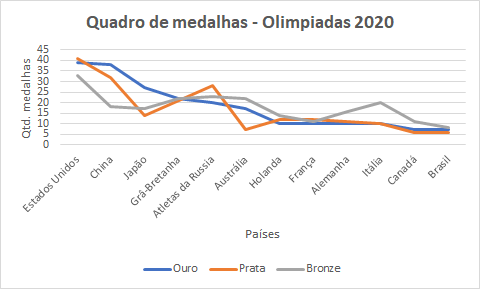 Quadro de medalhas - Olimpiadas 2020
Qtd. medalhas
45
40
35
30
25
20
15
10
5
0
Estados Unidos
China
Japão
Grã-Bretanha
Atletas da Russia
Austrália
Holanda
França
Alemanha
Itália
Canadá
Brasil
Países
Ouro Prata Bronze